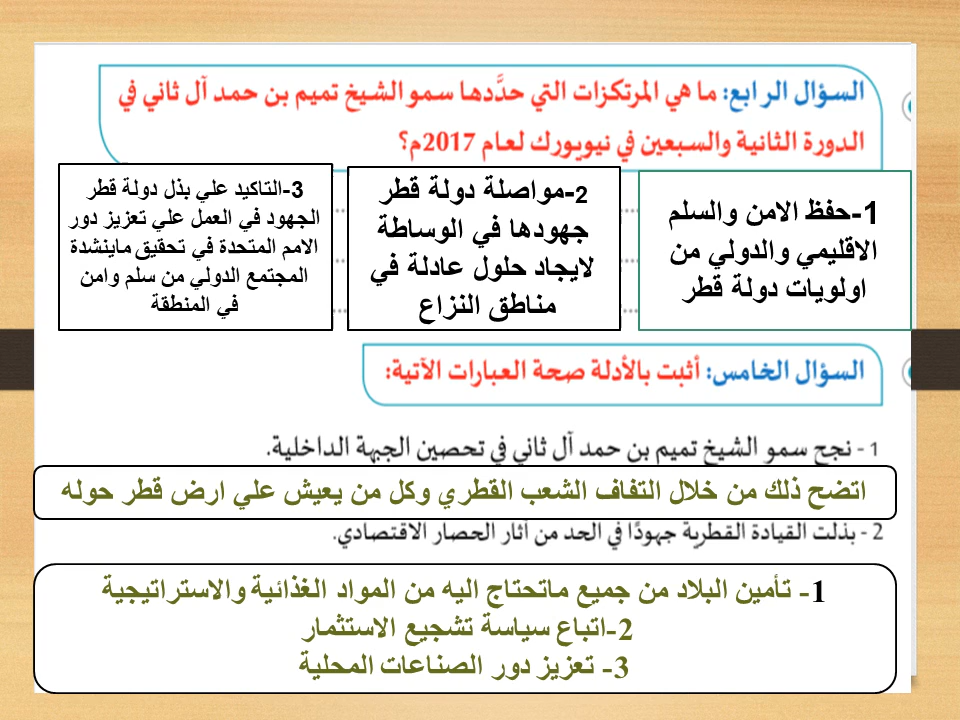 السؤال الرابع: ما هي المرتكزات التي حدَّدها سمو الشيخ تميم بن حمد آل ثاني في
الدورة الثانية والسبعين في نيويورك لعام 2017م؟
1-حفظ الامن والسلم
الاقليمي والدولي من
اولويات دولة قطر
2-مواصلة دولة قطر
جهودها في الوساطة
لايجاد حلول عادلة في
مناطق النزاع
3-التاكيد علي بذل دولة قطر
الجهود في العمل علي تعزيز دور
الامم المتحدة في تحقيق ماينشدة
المجتمع الدولي من سلم وامن
في المنطقة
السؤال الخامس: أثبت بالأدلة صحة العبارات الآتية:
1 - نجح سمو الشيخ تميم بن حمد آل ثاني في تحصين الجبهة الداخلية.
اتضح ذلك من خلال التفاف الشعب القطري وكل من يعيش علي ارض قطر حوله
2 - بذلت القيادة القطرية جهودًا في الحد من آثار الحصار الاقتصادي.
1- تأمين البلاد من جميع ماتحتاج اليه من المواد الغذائية والاستراتيجية
2-اتباع سياسة تشجيع الاستثمار
3- تعزيز دور الصناعات المحلية